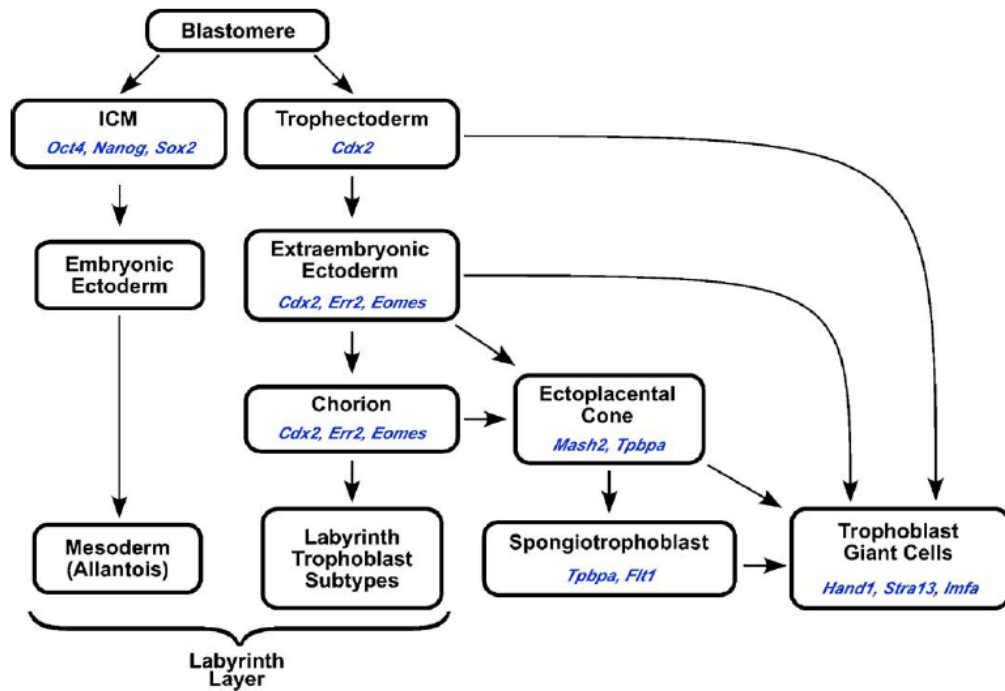 Blastomere
ICM
Oct4, Nanog, Sox2
Trophectoderm
Cdx2
Embryonic
Ectoderm
Extraembryonic
Ectoderm
Cdx2, Err2, Eomes
Chorion
Cdx2, Err2, Eomes
Ectoplacental
Cone
Mash2, Tpbpa
Mesoderm
(Allantois)
Labyrinth
Trophoblast
Subtypes
Spongiotrophoblast
Tpbpa, Flt1
Trophoblast
Giant Cells
Hand1, Stra13, Imfa
Labyrinth
Layer